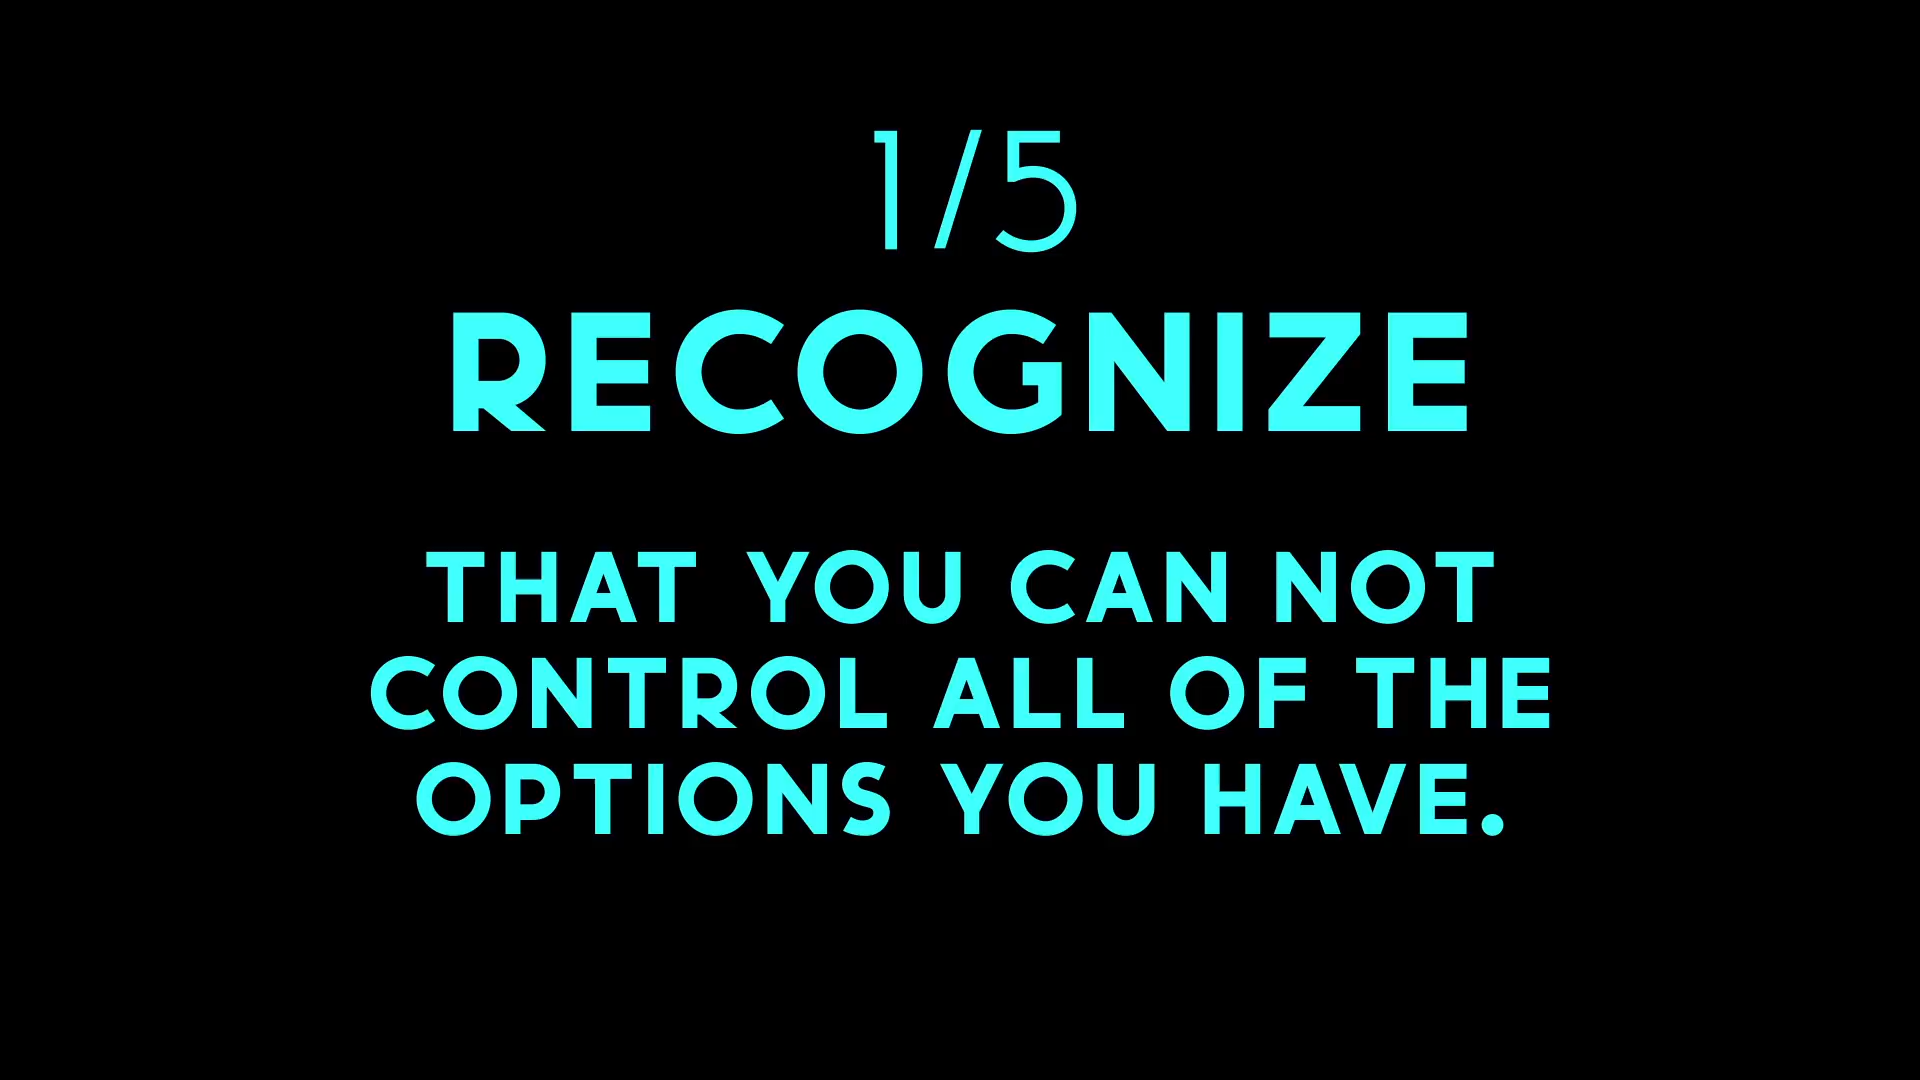 1/5
RECOGNIZE
THAT YOU CAN NOT
CONTROL ALL OF THE
OPTIONS YOU HAVE.